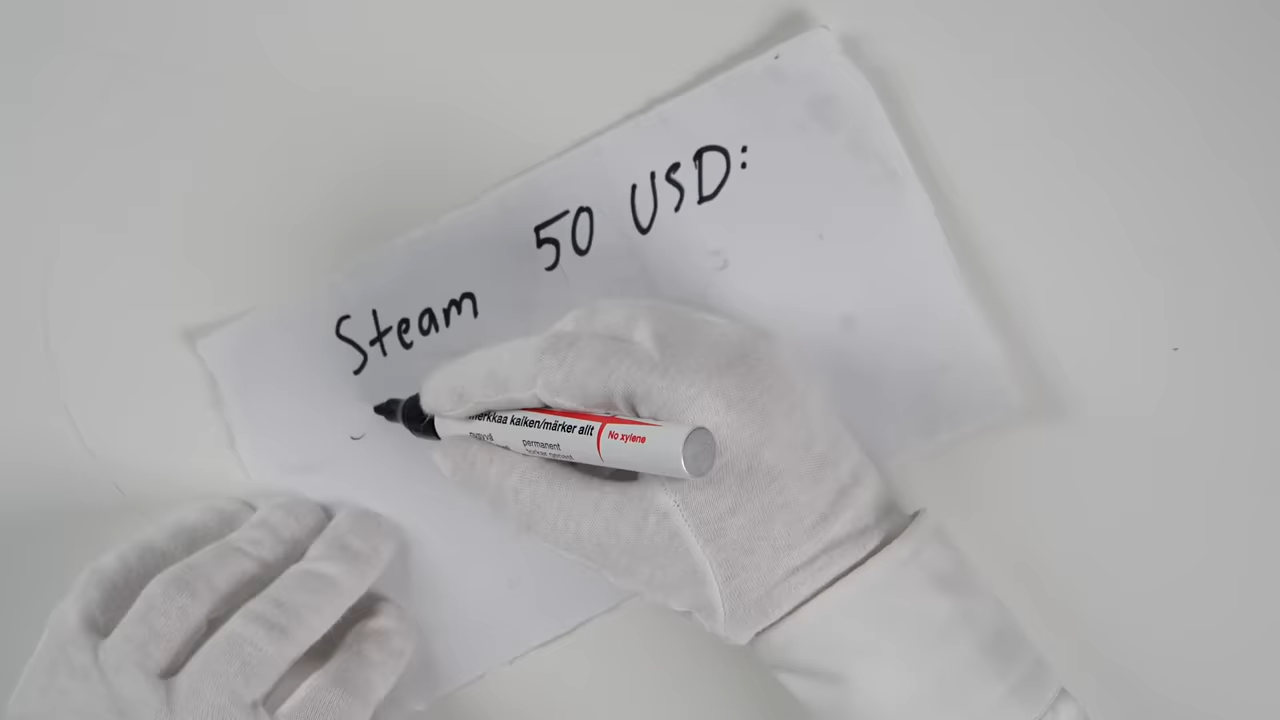 Steam 50 USD:
merkkaa kaiken/märker allt
No xylene
permanent